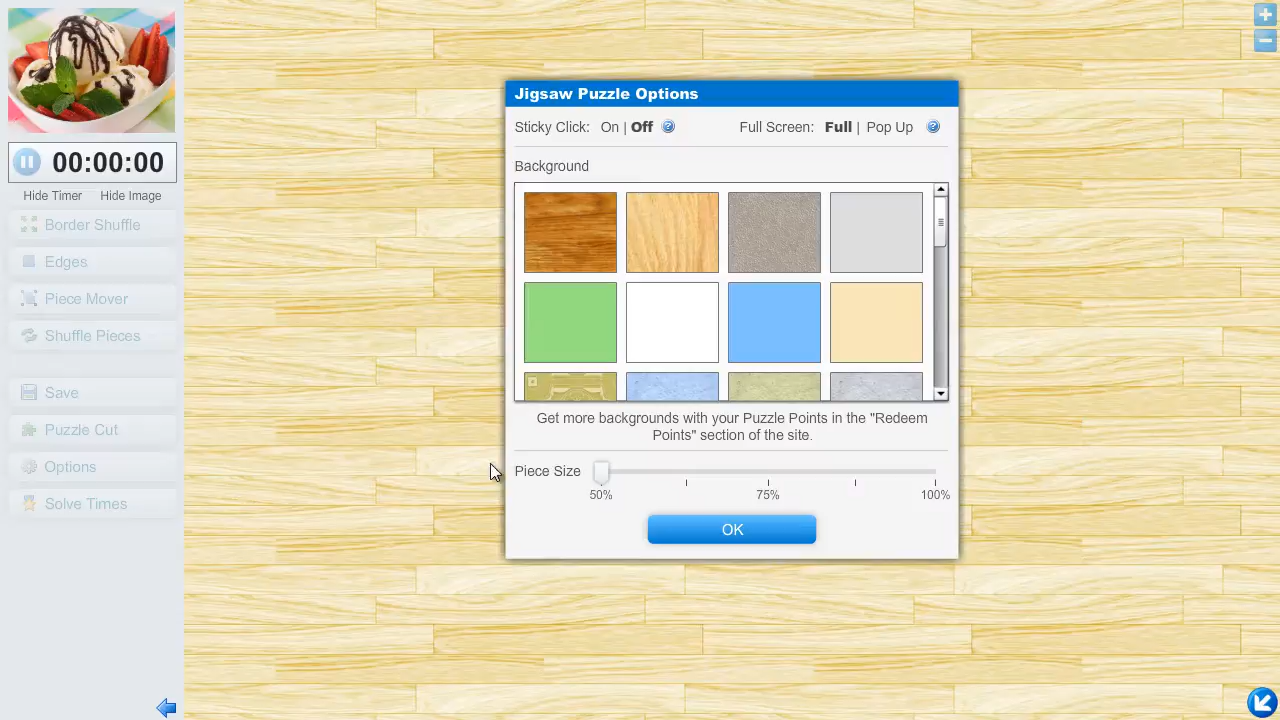 Jigsaw Puzzle Options
Sticky Click: On | Off ?
Full Screen: Full | Pop Up ?
Background
Get more backgrounds with your Puzzle Points in the "Redeem
Points" section of the site.
Piece Size
50% 75% 100%
OK
00:00:00
Hide Timer Hide Image
Border Shuffle
Edges
Piece Mover
Shuffle Pieces
Save
Puzzle Cut
Options
Solve Times